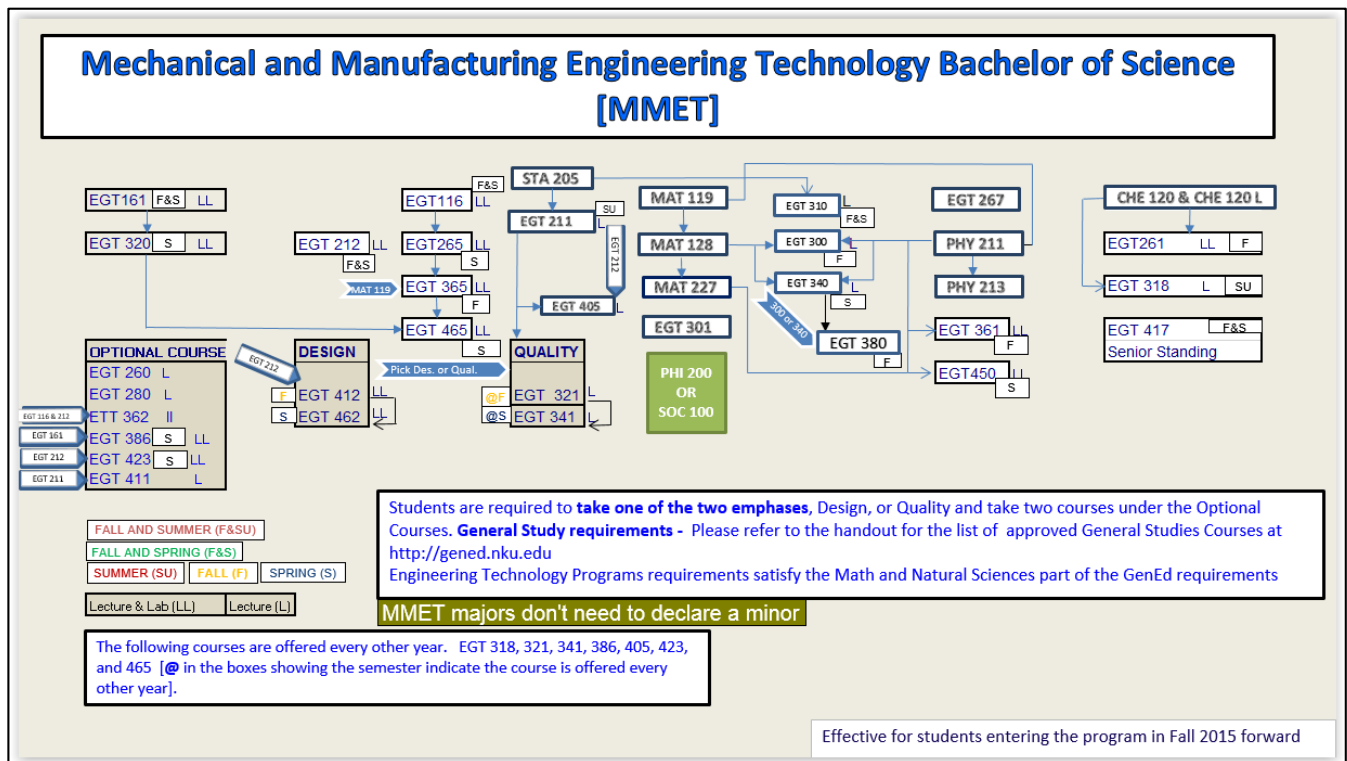 Mechanical and Manufacturing Engineering Technology Bachelor of Science
[MMET]
EGT161 F&S LL
EGT 320 S LL
EGT 212 LL
F&S
F&S
EGT116 LL
EGT265 LL
S
MAT 119
EGT 365 LL
F
EGT 465 LL
S
STA 205
SU
EGT 211 L
EGT 212
EGT 405 L
MAT 119
MAT 128
MAT 227
EGT 301
PHI 200
OR
SOC 100
EGT 310 L
F&S
EGT 300 L
F
EGT 340 L
S
300 or 340
EGT 380
F
EGT 267
PHY 211
PHY 213
EGT 361 LL
F
EGT450 LL
S
CHE 120 & CHE 120 L
EGT261 LL F
EGT 318 L SU
EGT 417 F&S
Senior Standing
OPTIONAL COURSE
EGT 260 L
EGT 280 L
EGT 116 & 212
ETT 362 II
EGT 161
EGT 386 S LL
EGT 212
EGT 423 S LL
EGT 211
EGT 411 L
EGT 212
DESIGN
F EGT 412 LL
S EGT 462 LL
Pick Des. or Qual.
QUALITY
@F EGT 321 L
@S EGT 341 L
FALL AND SUMMER (F&SU)
FALL AND SPRING (F&S)
SUMMER (SU) FALL (F) SPRING (S)
Lecture & Lab (LL) Lecture (L)
Students are required to take one of the two emphases, Design, or Quality and take two courses under the Optional
Courses. General Study requirements - Please refer to the handout for the list of approved General Studies Courses at
http://gened.nku.edu
Engineering Technology Programs requirements satisfy the Math and Natural Sciences part of the GenEd requirements
MMET majors don't need to declare a minor
The following courses are offered every other year. EGT 318, 321, 341, 386, 405, 423,
and 465 [@ in the boxes showing the semester indicate the course is offered every
other year].
Effective for students entering the program in Fall 2015 forward